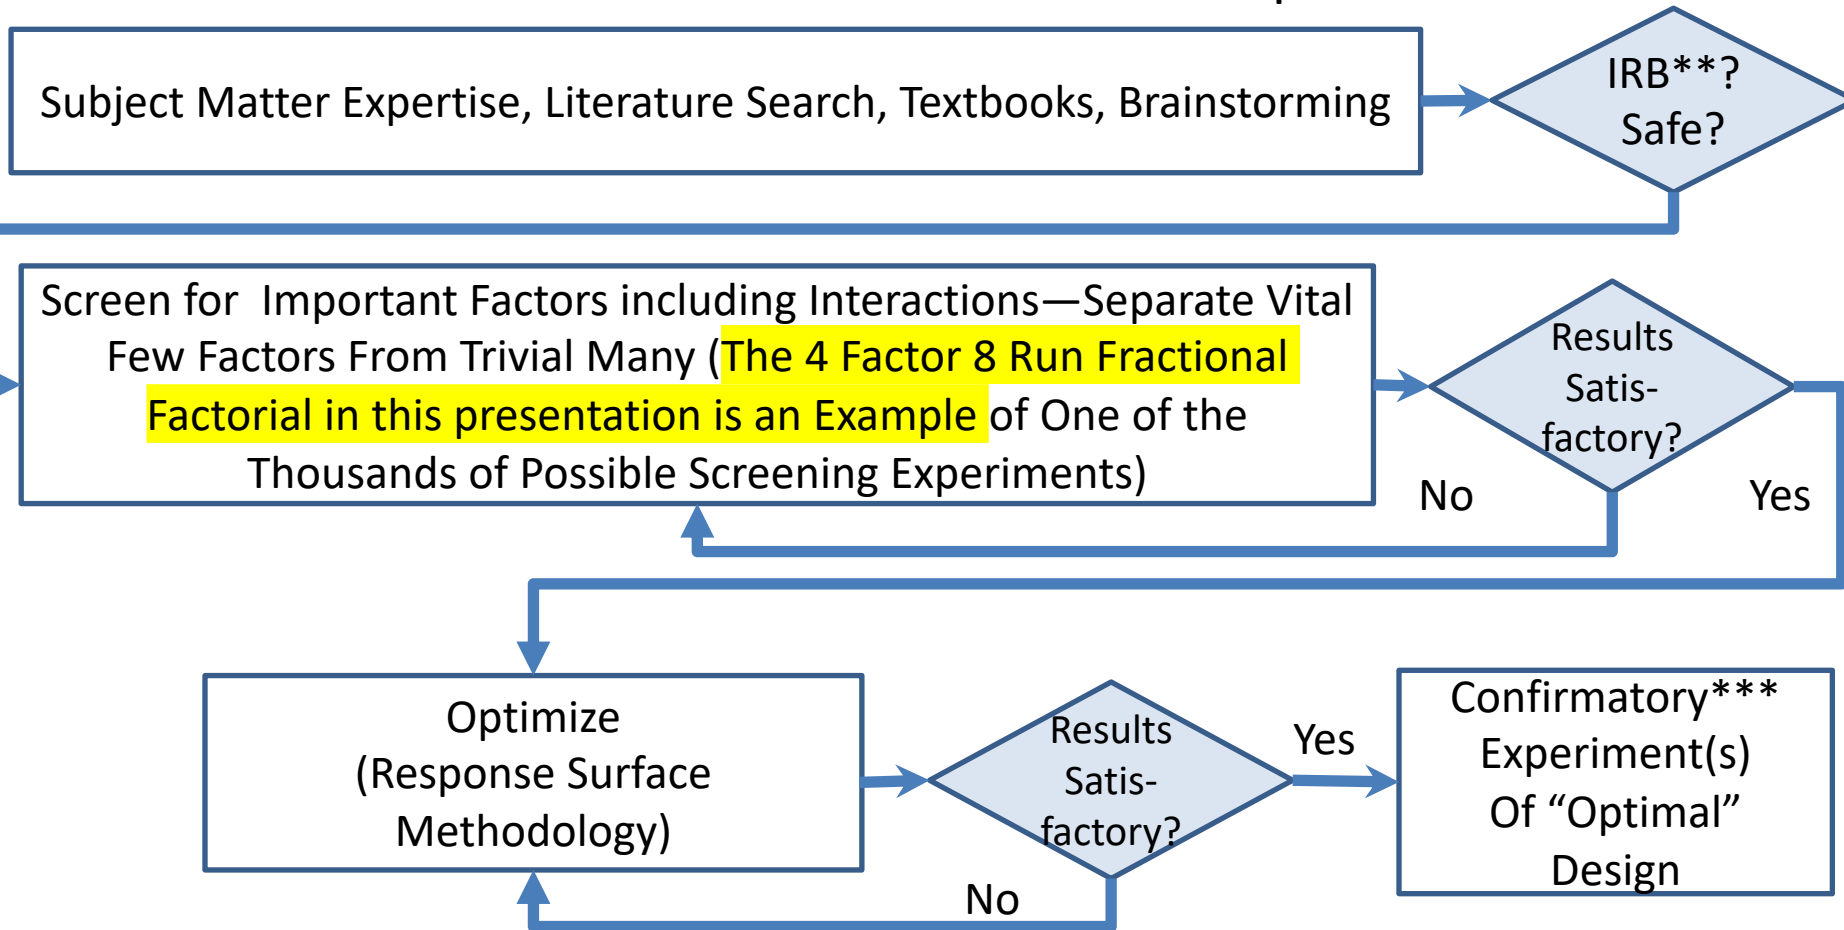 Subject Matter Expertise, Literature Search, Textbooks, Brainstorming
IRB**?
Safe?
Screen for  Important Factors including Interactions—Separate Vital
Few Factors From Trivial Many (The 4 Factor 8 Run Fractional
Factorial in this presentation is an Example of One of the
Thousands of Possible Screening Experiments)
Results
Satis-
factory?
No
Yes
Optimize
(Response Surface
Methodology)
Results
Satis-
factory?
Yes
No
Confirmatory***
Experiment(s)
Of “Optimal”
Design